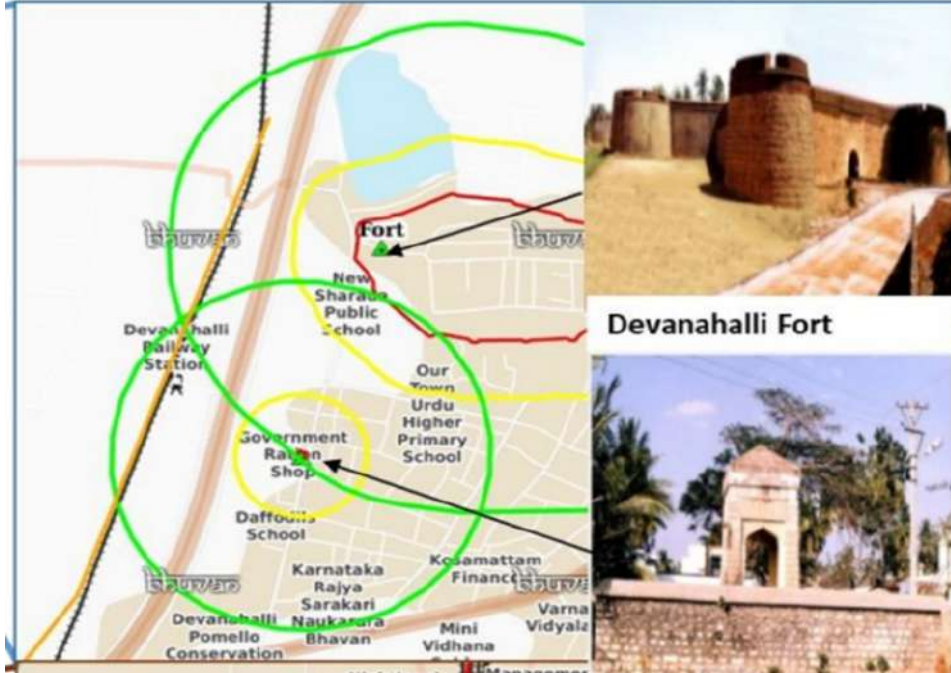 bhuvan
Fort
bhuvan
New
Sharada
Public
School
Devanahalli
Railway
Station
Our
Town
Urdu
Higher
Primary
School
Government
Ration
Shop
Daffodils
School
Kosamattam
Finance
bhuvan
Karnataka
Rajya
Sarakari
Naukarara
Bhavan
bhuvan
Devanahalli
Pomello
Conservation
Mini
Vidhana
Varna
Vidyala
Devanahalli Fort